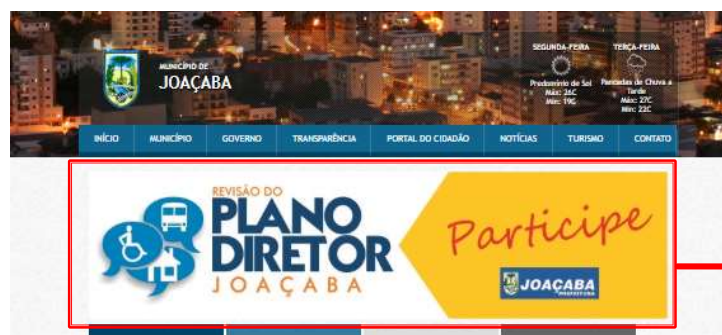 MUNICÍPIO DE
JOAÇABA
SEGUNDA-FEIRA
Predomínio de Sol
Máx: 26C
Mín: 19C
TERÇA-FEIRA
Pancadas de Chuva a
Tarde
Máx: 27C
Mín: 22C
INÍCIO MUNICÍPIO GOVERNO TRANSPARÊNCIA PORTAL DO CIDADÃO NOTÍCIAS TURISMO CONTATO
REVISÃO DO
PLANO
DIRETOR
JOAÇABA
Participe
JOAÇABA
PREFEITURA